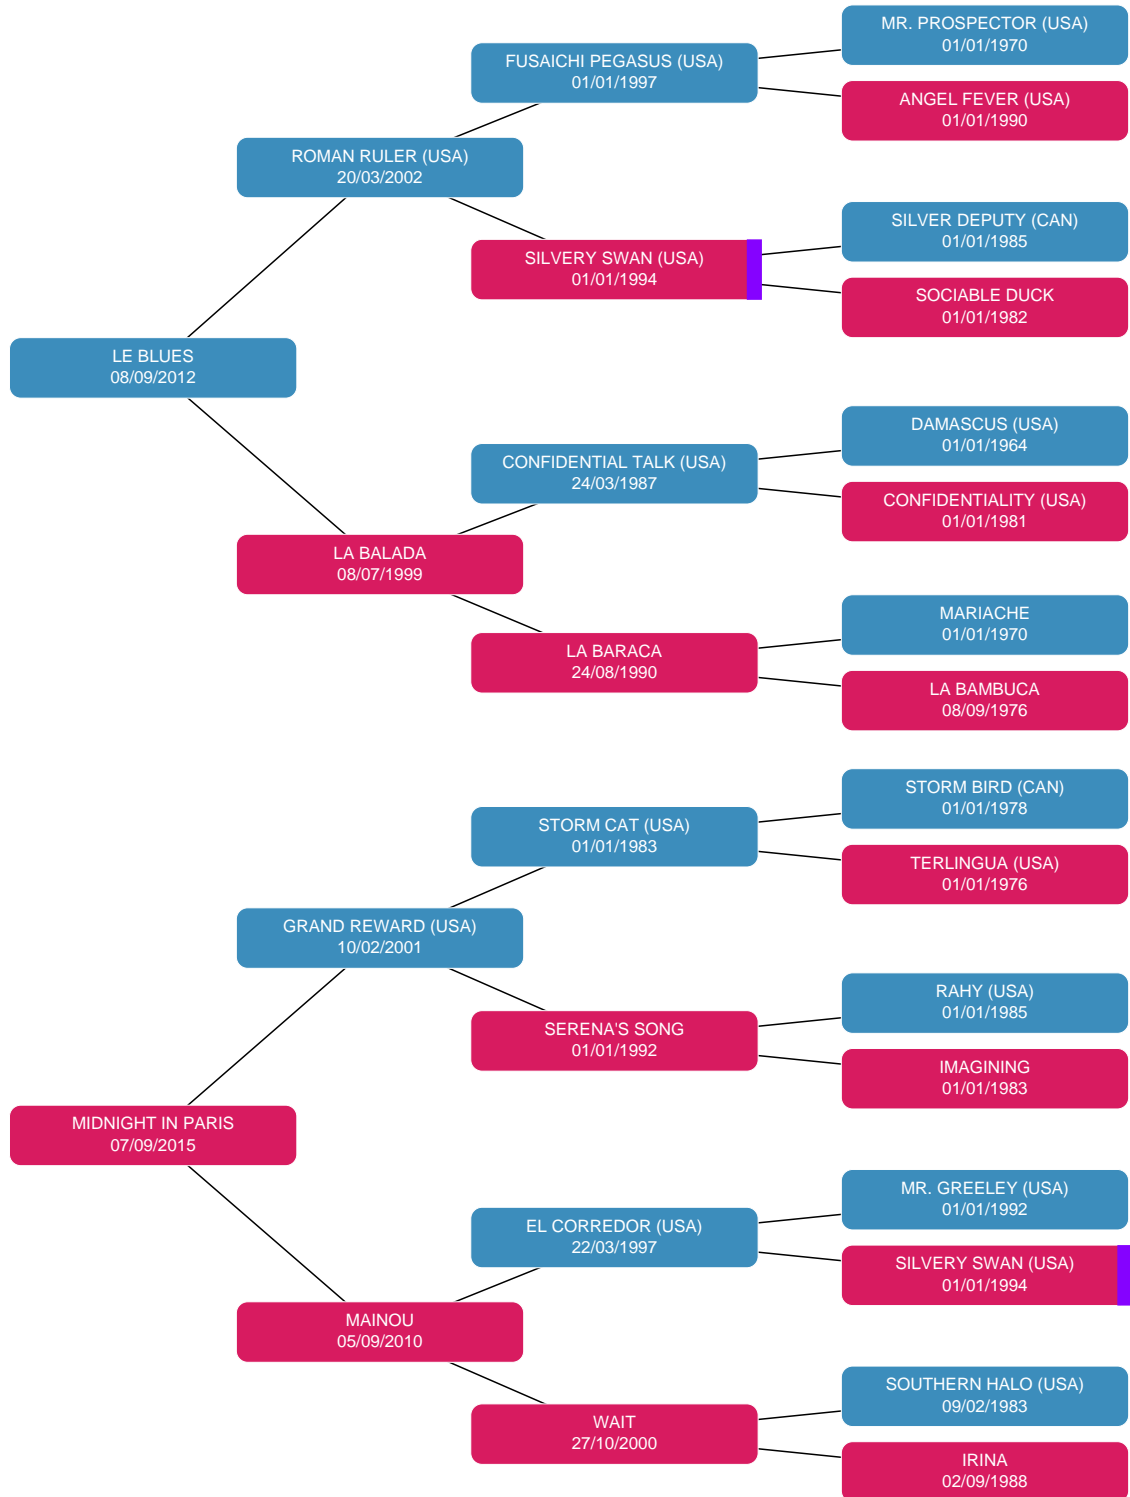 MR. PROSPECTOR (USA)
01/01/1970
FUSAICHI PEGASUS (USA)
01/01/1997
ANGEL FEVER (USA)
01/01/1990
ROMAN RULER (USA)
20/03/2002
SILVER DEPUTY (CAN)
01/01/1985
SILVERY SWAN (USA)
01/01/1994
SOCIABLE DUCK
01/01/1982
LE BLUES
08/09/2012
DAMASCUS (USA)
01/01/1964
CONFIDENTIAL TALK (USA)
24/03/1987
CONFIDENTIALITY (USA)
01/01/1981
LA BALADA
08/07/1999
MARIACHE
01/01/1970
LA BARACA
24/08/1990
LA BAMBUCA
08/09/1976
STORM BIRD (CAN)
01/01/1978
STORM CAT (USA)
01/01/1983
TERLINGUA (USA)
01/01/1976
GRAND REWARD (USA)
10/02/2001
RAHY (USA)
01/01/1985
SERENA'S SONG
01/01/1992
IMAGINING
01/01/1983
MIDNIGHT IN PARIS
07/09/2015
MR. GREELEY (USA)
01/01/1992
EL CORREDOR (USA)
22/03/1997
SILVERY SWAN (USA)
01/01/1994
MAINOU
05/09/2010
SOUTHERN HALO (USA)
09/02/1983
WAIT
27/10/2000
IRINA
02/09/1988